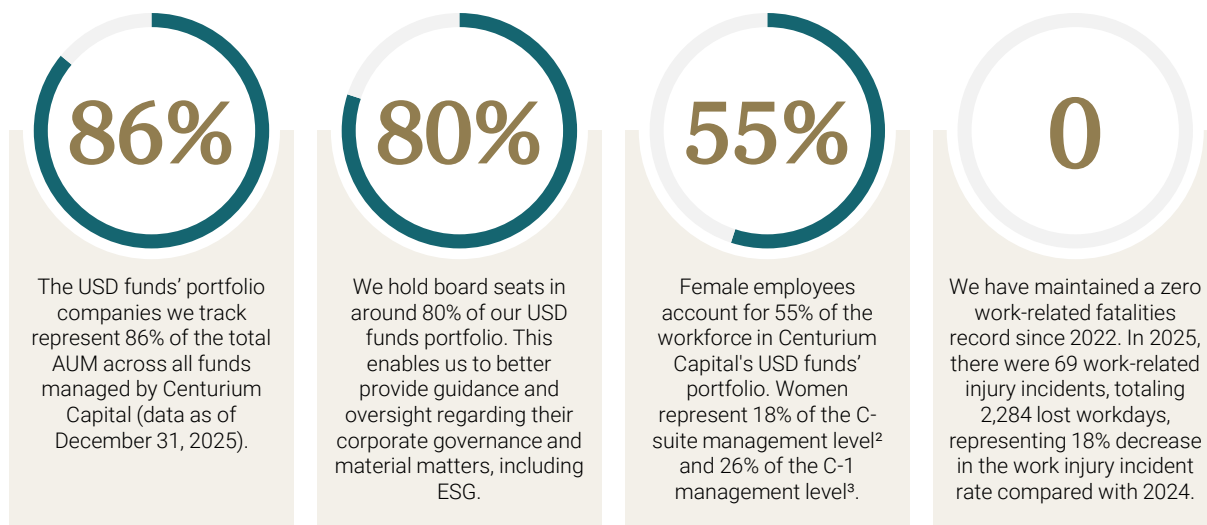 86%
The USD funds’ portfolio
companies we track
represent 86% of the total
AUM across all funds
managed by Centurium
Capital (data as of
December 31, 2025).
80%
We hold board seats in
around 80% of our USD
funds portfolio. This
enables us to better
provide guidance and
oversight regarding their
corporate governance and
material matters, including
ESG.
55%
Female employees
account for 55% of the
workforce in Centurium
Capital's USD funds’
portfolio. Women
represent 18% of the C-
suite management level²
and 26% of the C-1
management level³.
0
We have maintained a zero
work-related fatalities
record since 2022. In 2025,
there were 69 work-related
injury incidents, totaling
2,284 lost workdays,
representing 18% decrease
in the work injury incident
rate compared with 2024.